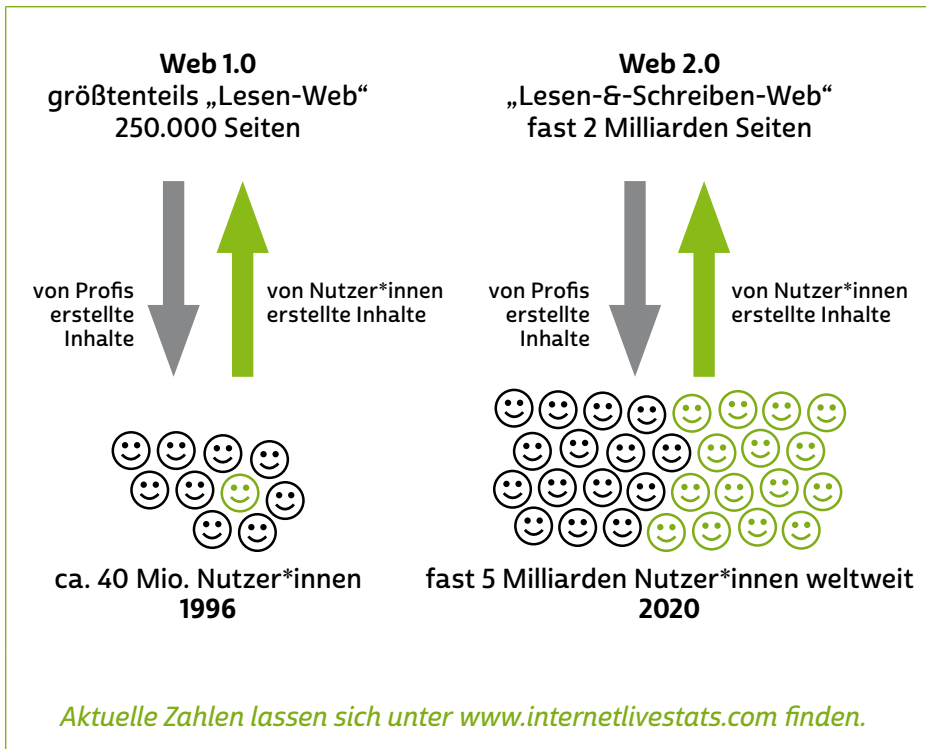 Web 1.0
größtenteils „Lesen-Web“
250.000 Seiten
von Profis
erstellte
Inhalte
von Nutzer*innen
erstellte Inhalte
ca. 40 Mio. Nutzer*innen
1996
Web 2.0
„Lesen-&-Schreiben-Web“
fast 2 Milliarden Seiten
von Profis
erstellte
Inhalte
von Nutzer*innen
erstellte Inhalte
fast 5 Milliarden Nutzer*innen weltweit
2020
Aktuelle Zahlen lassen sich unter www.internetlivestats.com finden.